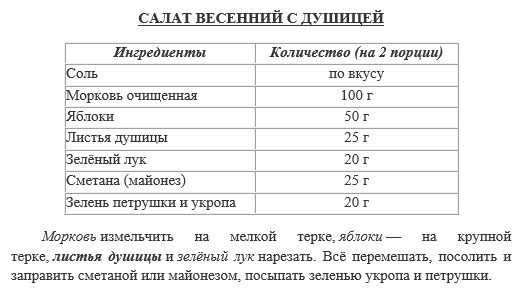 САЛАТ ВЕСЕННИЙ С ДУШИЦЕЙ
Ингредиенты Количество (на 2 порции)
Соль по вкусу
Морковь очищенная 100 г
Яблоки 50 г
Листья душицы 25 г
Зелёный лук 20 г
Сметана (майонез) 25 г
Зелень петрушки и укропа 20 г
Морковь измельчить на мелкой терке, яблоки — на крупной
терке, листья душицы и зелёный лук нарезать. Всё перемешать, посолить и
заправить сметаной или майонезом, посыпать зеленью укропа и петрушки.